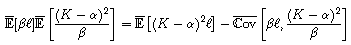 $\overline{\mathbb{E}}[\beta\ell]\overline{\mathbb{E}}\left[\frac{(K-\alpha)^2}{\beta}\right] = \overline{\mathbb{E}}\left[(K-\alpha)^2\ell\right] - \overline{\mathrm{Cov}}\left[\beta\ell, \frac{(K-\alpha)^2}{\beta}\right]$